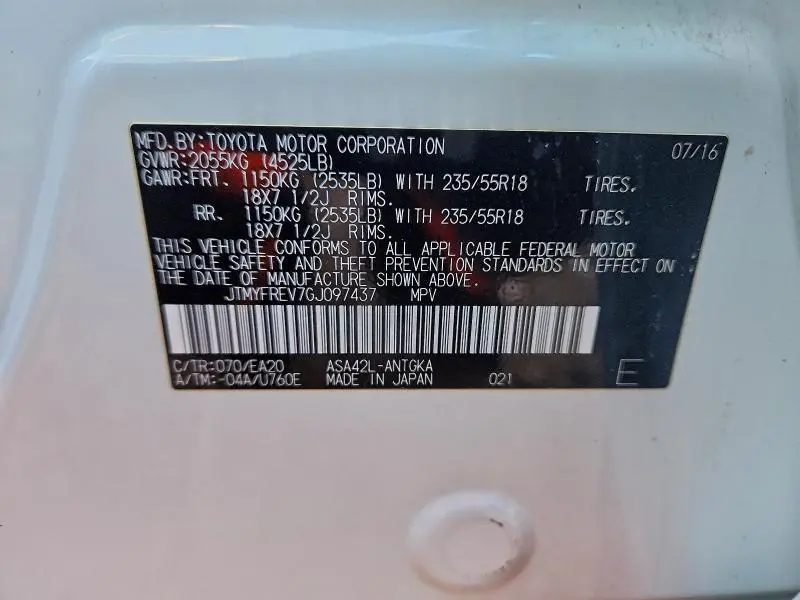 MFD.BY:TOYOTA MOTOR CORPORATION 07/16
GVWR:2055KG (4525LB)
GAWR:FRT. 1150KG (2535LB) WITH 235/55R18 TIRES.
18X7 1/2J RIMS.
RR. 1150KG (2535LB) WITH 235/55R18 TIRES.
18X7 1/2J RIMS.
THIS VEHICLE CONFORMS TO ALL APPLICABLE FEDERAL MOTOR
VEHICLE SAFETY AND THEFT PREVENTION STANDARDS IN EFFECT ON
THE DATE OF MANUFACTURE SHOWN ABOVE.
JTMYFREV7GJ097437 MPV
C/TR:070/EA20 ASA42L-ANTGKA
A/TM:-04A/U760E MADE IN JAPAN 021 E